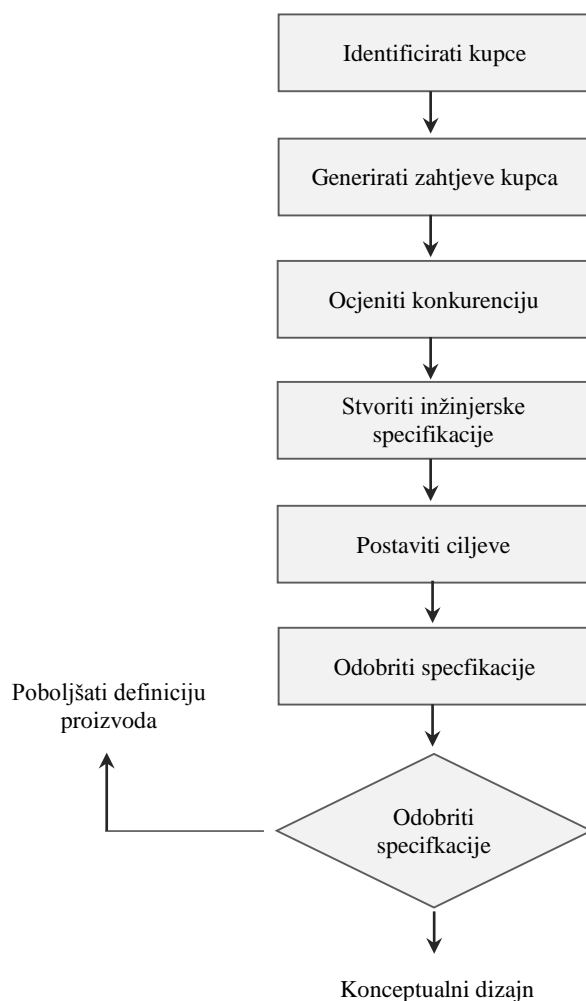 Identificirati kupce
Generirati zahtjeve kupca
Ocjeniti konkurenciju
Stvoriti inžinjerske
specifikacije
Postaviti ciljeve
Odobriti specfikacije
Poboljšati definiciju
proizvoda
Odobriti
specifkacije
Konceptualni dizajn